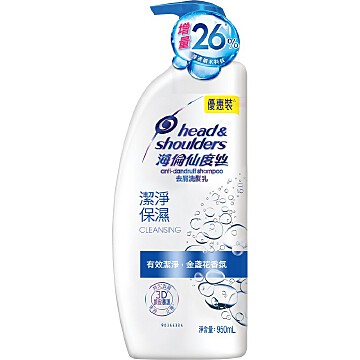 增量
26%
優惠裝
head&
shoulders
海倫仙度絲
anti-dandruff shampoo
去屑洗髮乳
潔淨
保濕
CLEANSING
有效潔淨・金盞花香氛
3D
淨含量: 950mL